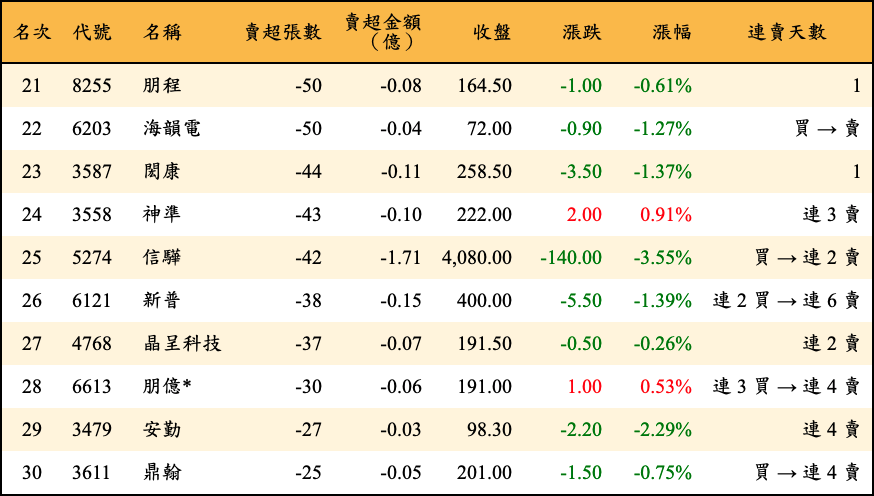 名次 代號 名稱 賣超張數 賣超金額（億） 收盤 漲跌 漲幅 連賣天數
21 8255 朋程 -50 -0.08 164.50 -1.00 -0.61% 1
22 6203 海韻電 -50 -0.04 72.00 -0.90 -1.27% 買 → 賣
23 3587 閎康 -44 -0.11 258.50 -3.50 -1.37% 1
24 3558 神準 -43 -0.10 222.00 2.00 0.91% 連 3 賣
25 5274 信驊 -42 -1.71 4,080.00 -140.00 -3.55% 買 → 連 2 賣
26 6121 新普 -38 -0.15 400.00 -5.50 -1.39% 連 2 買 → 連 6 賣
27 4768 晶呈科技 -37 -0.07 191.50 -0.50 -0.26% 連 2 賣
28 6613 朋億* -30 -0.06 191.00 1.00 0.53% 連 3 買 → 連 4 賣
29 3479 安勤 -27 -0.03 98.30 -2.20 -2.29% 連 4 賣
30 3611 鼎翰 -25 -0.05 201.00 -1.50 -0.75% 買 → 連 4 賣